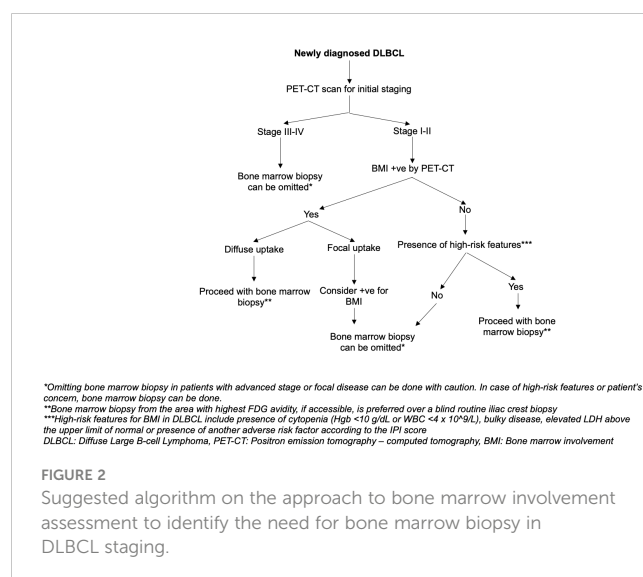 Newly diagnosed DLBCL
PET-CT scan for initial staging
Stage III-IV
Stage I-II
Bone marrow biopsy
can be omitted*
BMI +ve by PET-CT
Yes
No
Diffuse uptake
Focal uptake
Presence of high-risk features***
Proceed with bone marrow
biopsy**
Consider +ve for
BMI
No
Yes
Bone marrow biopsy
can be omitted*
Proceed with bone
marrow biopsy**
*Omitting bone marrow biopsy in patients with advanced stage or focal disease can be done with caution. In case of high-risk features or patient's
concern, bone marrow biopsy can be done.
**Bone marrow biopsy from the area with highest FDG avidity, if accessible, is preferred over a blind routine iliac crest biopsy
***High-risk features for BMI in DLBCL include presence of cytopenia (Hgb <10 g/dL or WBC <4 x 10^9/L), bulky disease, elevated LDH above
the upper limit of normal or presence of another adverse risk factor according to the IPI score
DLBCL: Diffuse Large B-cell Lymphoma, PET-CT: Positron emission tomography – computed tomography, BMI: Bone marrow involvement
FIGURE 2
Suggested algorithm on the approach to bone marrow involvement
assessment to identify the need for bone marrow biopsy in
DLBCL staging.